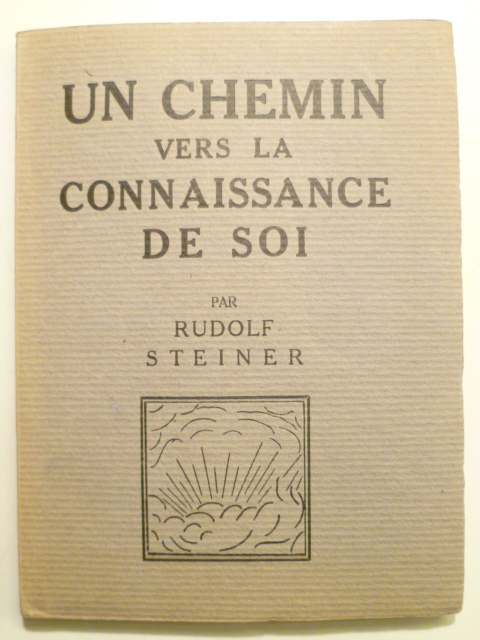 UN CHEMIN
VERS LA
CONNAISSANCE
DE SOI
PAR
RUDOLF
STEINER